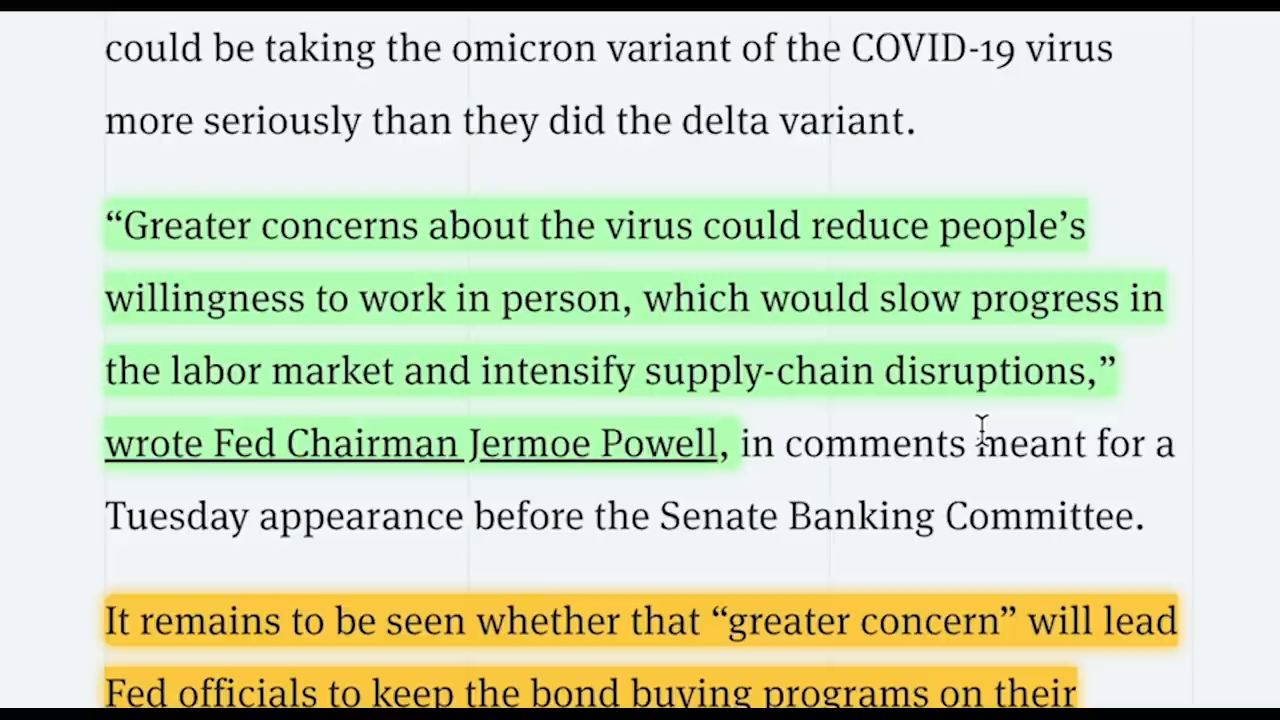 could be taking the omicron variant of the COVID-19 virus
more seriously than they did the delta variant.
“Greater concerns about the virus could reduce people’s
willingness to work in person, which would slow progress in
the labor market and intensify supply-chain disruptions,”
wrote Fed Chairman Jermoe Powell, in comments meant for a
Tuesday appearance before the Senate Banking Committee.
It remains to be seen whether that “greater concern” will lead
Fed officials to keep the bond buying programs on their